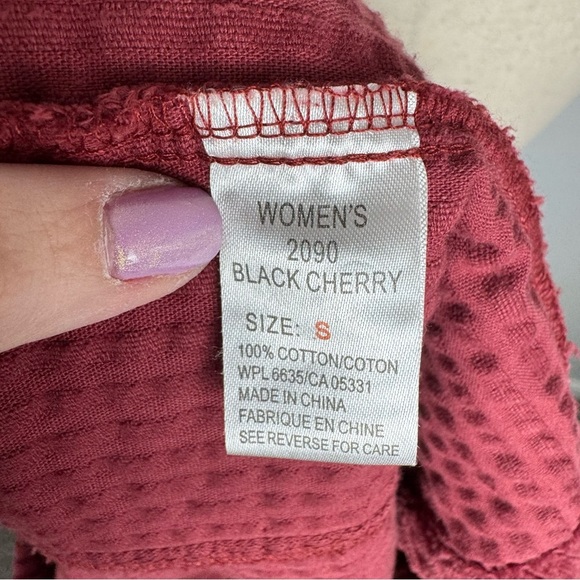 WOMEN'S
2090
BLACK CHERRY
SIZE: S
100% COTTON/COTON
WPL 6635/CA 05331
MADE IN CHINA
FABRIQUE EN CHINE
SEE REVERSE FOR CARE